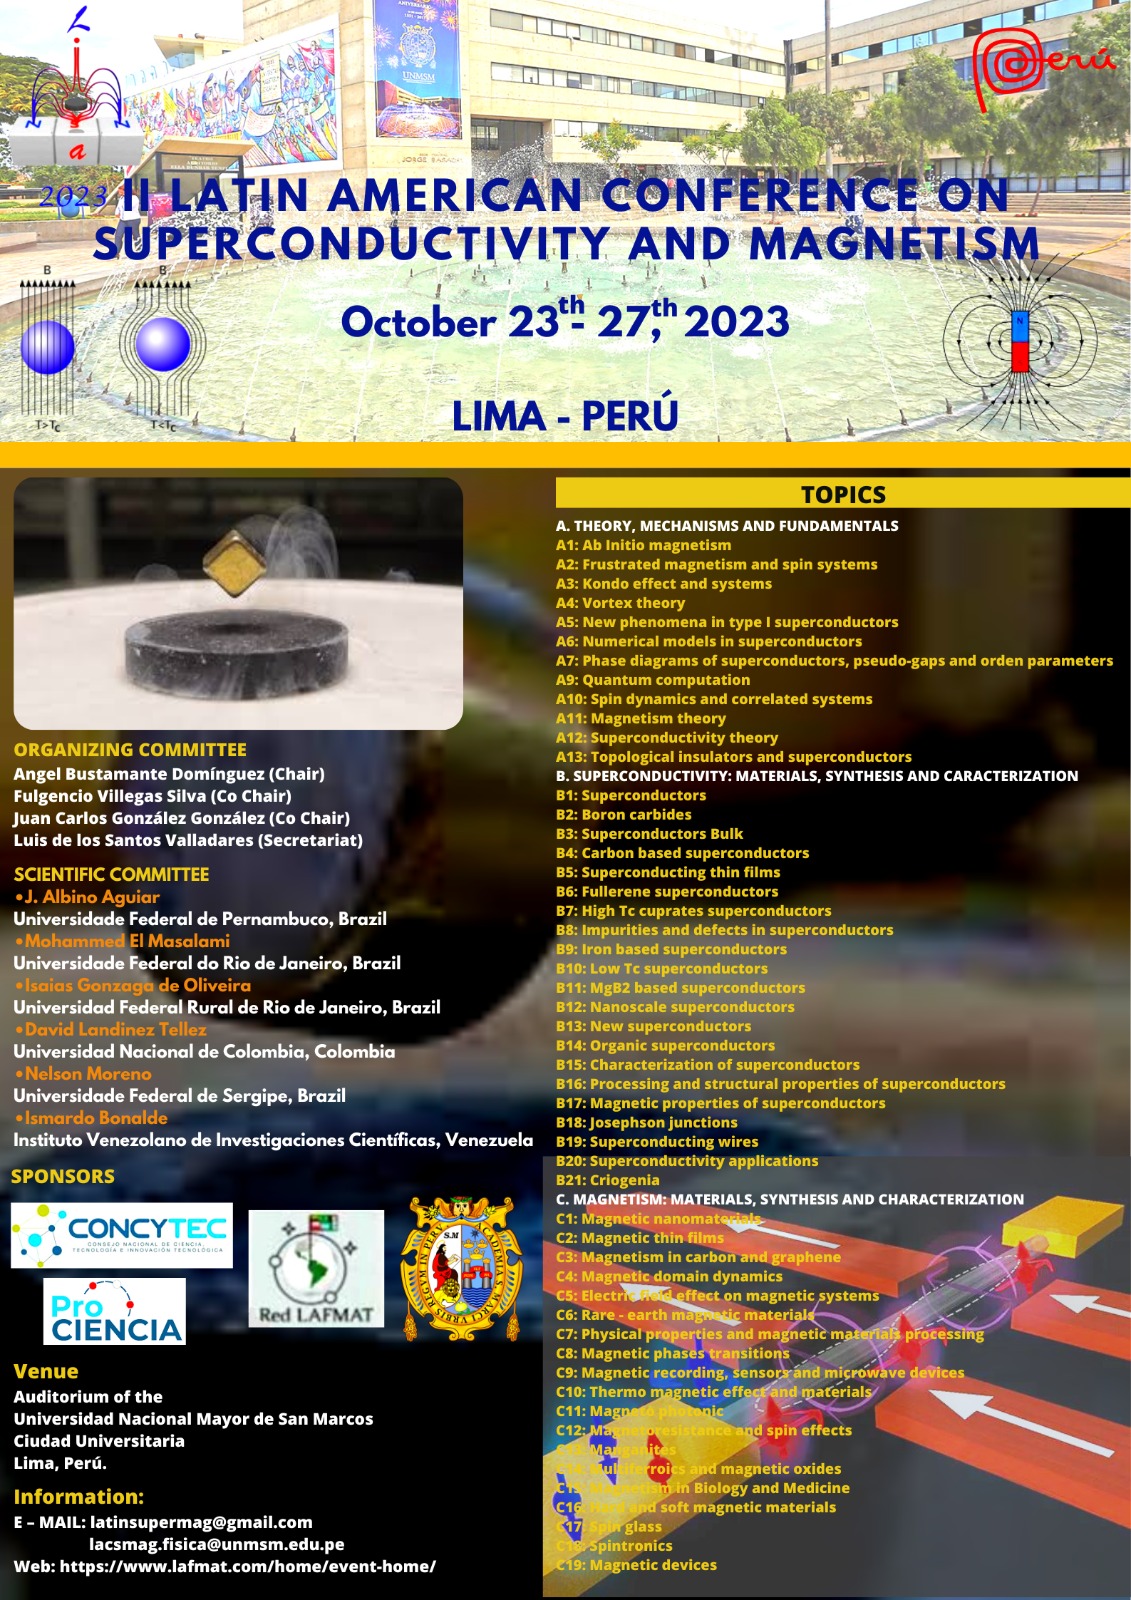 L
i
m
a
2023
UNMSM
Perú
II LATIN AMERICAN CONFERENCE ON
SUPERCONDUCTIVITY AND MAGNETISM
October 23th- 27,th 2023
LIMA - PERÚ
B
B
T>Tc
T<Tc
N
ORGANIZING COMMITTEE
Angel Bustamante Domínguez (Chair)
Fulgencio Villegas Silva (Co Chair)
Juan Carlos González González (Co Chair)
Luis de los Santos Valladares (Secretariat)
SCIENTIFIC COMMITTEE
•J. Albino Aguiar
Universidade Federal de Pernambuco, Brazil
•Mohammed El Masalami
Universidade Federal do Rio de Janeiro, Brazil
•Isaias Gonzaga de Oliveira
Universidad Federal Rural de Rio de Janeiro, Brazil
•David Landinez Tellez
Universidad Nacional de Colombia, Colombia
•Nelson Moreno
Universidade Federal de Sergipe, Brazil
•Ismardo Bonalde
Instituto Venezolano de Investigaciones Científicas, Venezuela
SPONSORS
CONCYTEC
CONSEJO NACIONAL DE CIENCIA,
TECNOLOGÍA E INNOVACIÓN TECNOLÓGICA
Pro
CIENCIA
Red LAFMAT
S.M
Venue
Auditorium of the
Universidad Nacional Mayor de San Marcos
Ciudad Universitaria
Lima, Perú.
Information:
E – MAIL: latinsupermag@gmail.com
lacsmag.fisica@unmsm.edu.pe
Web: https://www.lafmat.com/home/event-home/
TOPICS
A. THEORY, MECHANISMS AND FUNDAMENTALS
A1: Ab Initio magnetism
A2: Frustrated magnetism and spin systems
A3: Kondo effect and systems
A4: Vortex theory
A5: New phenomena in type I superconductors
A6: Numerical models in superconductors
A7: Phase diagrams of superconductors, pseudo-gaps and orden parameters
A9: Quantum computation
A10: Spin dynamics and correlated systems
A11: Magnetism theory
A12: Superconductivity theory
A13: Topological insulators and superconductors
B. SUPERCONDUCTIVITY: MATERIALS, SYNTHESIS AND CARACTERIZATION
B1: Superconductors
B2: Boron carbides
B3: Superconductors Bulk
B4: Carbon based superconductors
B5: Superconducting thin films
B6: Fullerene superconductors
B7: High Tc cuprates superconductors
B8: Impurities and defects in superconductors
B9: Iron based superconductors
B10: Low Tc superconductors
B11: MgB2 based superconductors
B12: Nanoscale superconductors
B13: New superconductors
B14: Organic superconductors
B15: Characterization of superconductors
B16: Processing and structural properties of superconductors
B17: Magnetic properties of superconductors
B18: Josephson junctions
B19: Superconducting wires
B20: Superconductivity applications
B21: Criogenia
C. MAGNETISM: MATERIALS, SYNTHESIS AND CHARACTERIZATION
C1: Magnetic nanomaterials
C2: Magnetic thin films
C3: Magnetism in carbon and graphene
C4: Magnetic domain dynamics
C5: Electric field effect on magnetic systems
C6: Rare - earth magnetic materials
C7: Physical properties and magnetic materials processing
C8: Magnetic phases transitions
C9: Magnetic recording, sensors and microwave devices
C10: Thermo magnetic effect and materials
C11: Magneto photonic
C12: Magnetoresistance and spin effects
C13: Manganites
C14: Multiferroics and magnetic oxides
C15: Magnetism in Biology and Medicine
C16: Hard and soft magnetic materials
C17: Spin glass
C18: Spintronics
C19: Magnetic devices